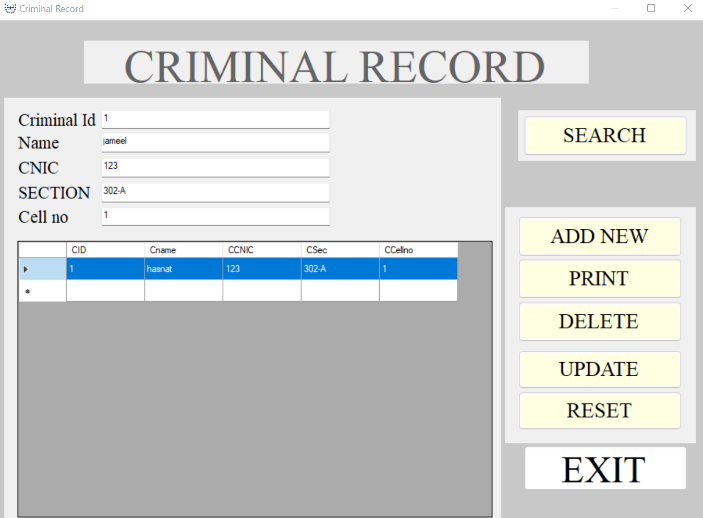 Criminal Record
CRIMINAL RECORD
Criminal Id 1
Name jameel
CNIC 123
SECTION 302-A
Cell no 1
CID Cname CCNIC CSec CCellno
1 hasnat 123 302-A 1
SEARCH
ADD NEW
PRINT
DELETE
UPDATE
RESET
EXIT